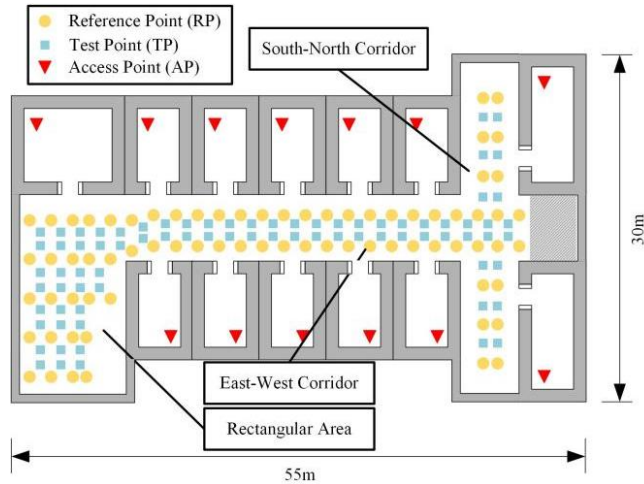 Reference Point (RP)
Test Point (TP)
Access Point (AP)
South-North Corridor
30m
East-West Corridor
Rectangular Area
55m